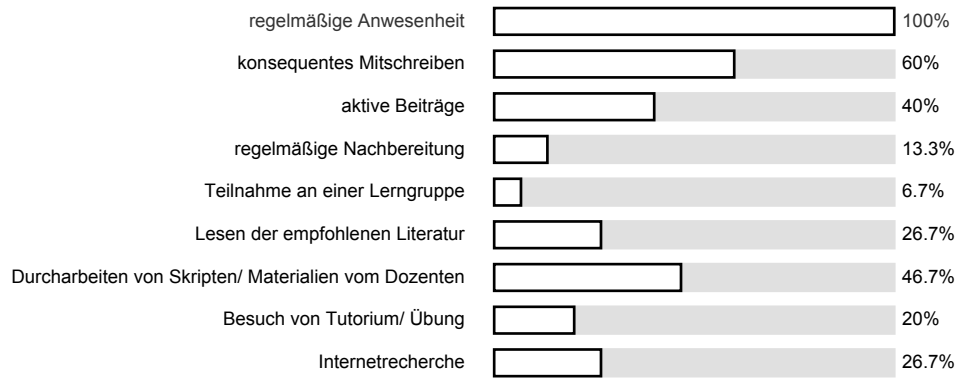 regelmäßige Anwesenheit 100%
konsequentes Mitschreiben 60%
aktive Beiträge 40%
regelmäßige Nachbereitung 13.3%
Teilnahme an einer Lerngruppe 6.7%
Lesen der empfohlenen Literatur 26.7%
Durcharbeiten von Skripten/ Materialien vom Dozenten 46.7%
Besuch von Tutorium/ Übung 20%
Internetrecherche 26.7%